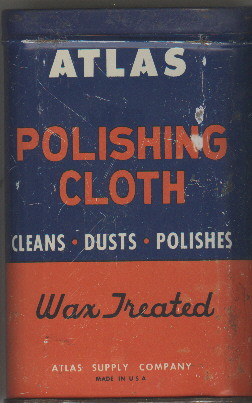 ATLAS
POLISHING
CLOTH
CLEANS • DUSTS • POLISHES
Wax Treated
ATLAS SUPPLY COMPANY
MADE IN U.S.A